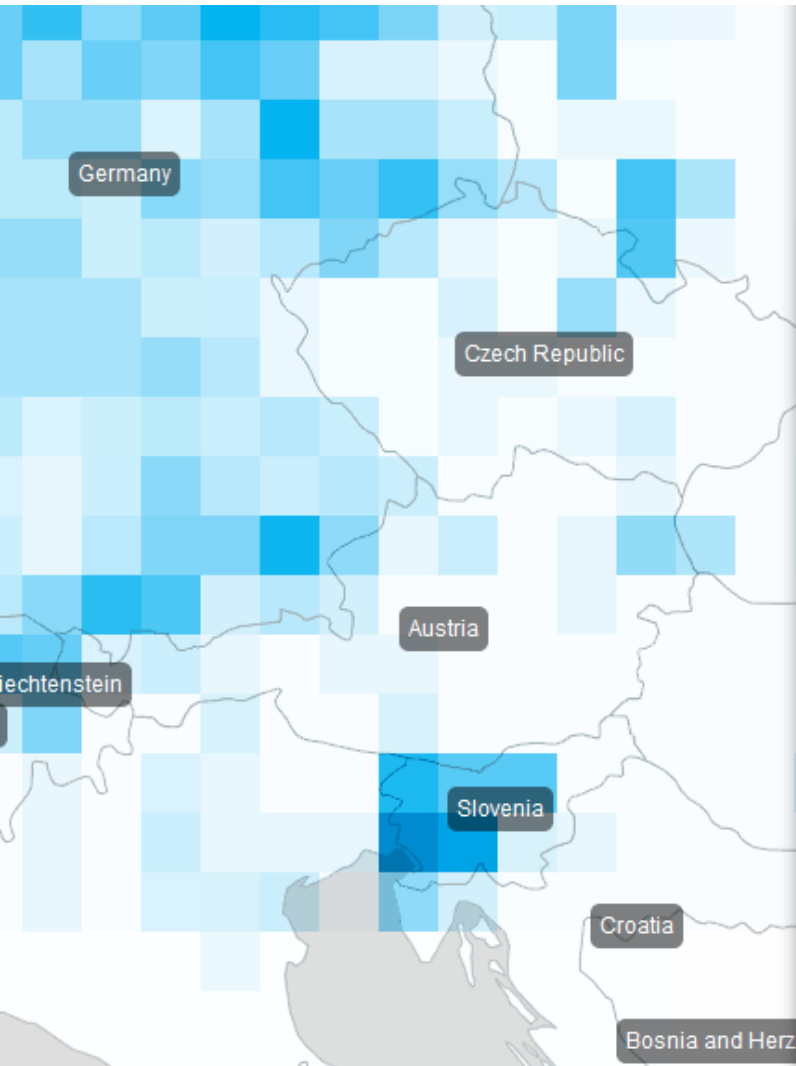 Germany
Czech Republic
Austria
iechtenstein
Slovenia
Croatia
Bosnia and Herz